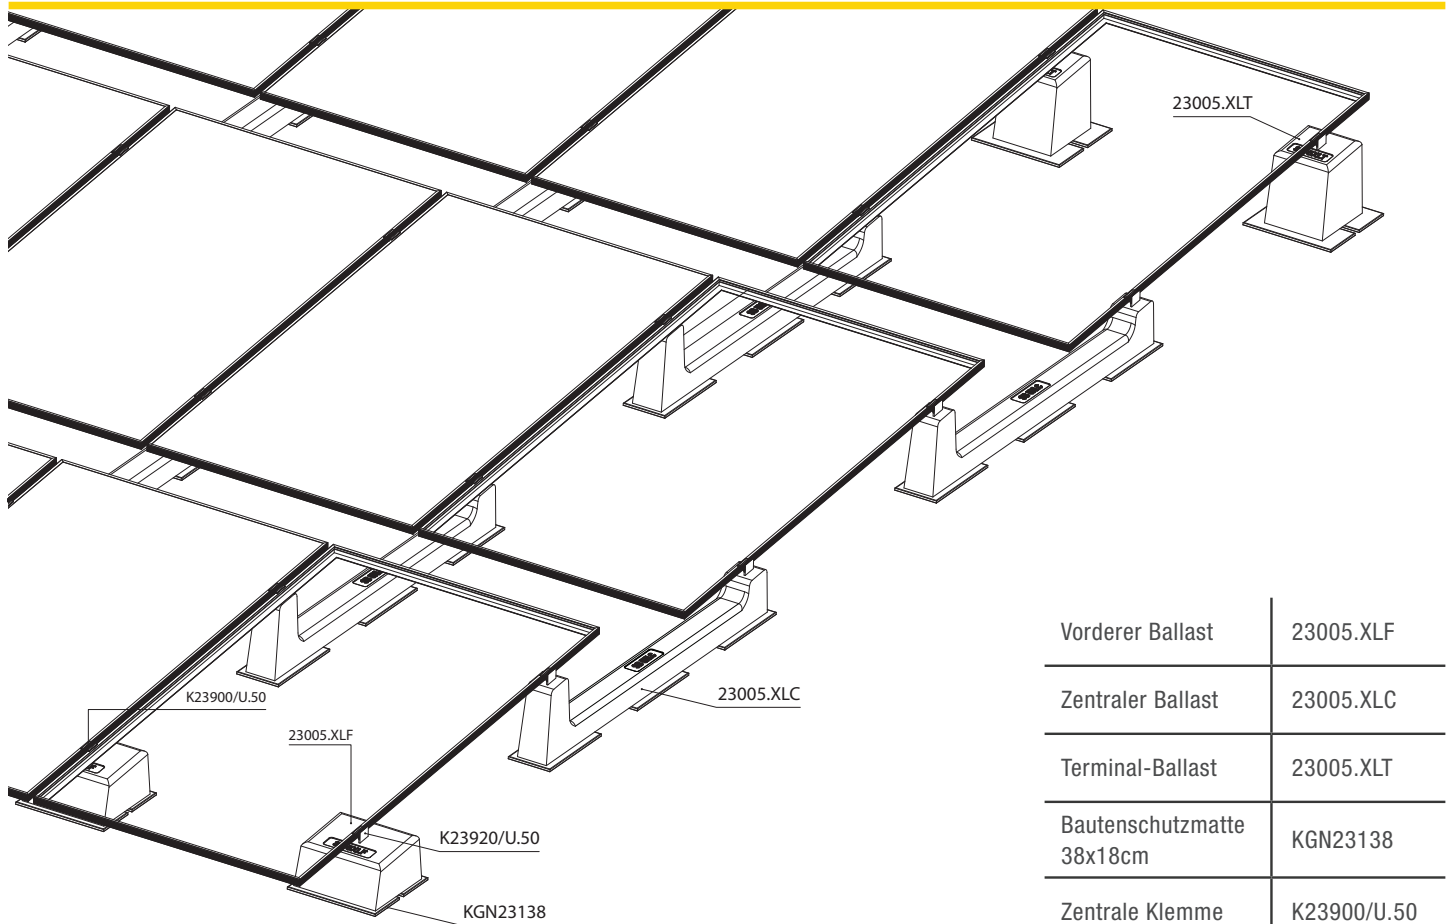 23005.XLT
K23900/U.50
23005.XLC
23005.XLF
K23920/U.50
KGN23138
Vorderer Ballast 23005.XLF
Zentraler Ballast 23005.XLC
Terminal-Ballast 23005.XLT
Bautenschutzmatte
38x18cm KGN23138
Zentrale Klemme K23900/U.50